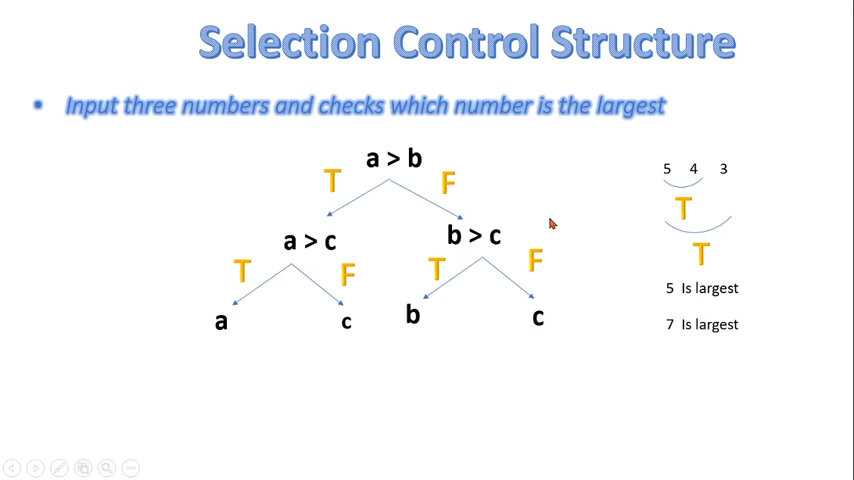 Selection Control Structure
• Input three numbers and checks which number is the largest
a > b
T F
a > c b > c
T F T F
a c b c
5 4 3
T
T
5 Is largest
7 Is largest